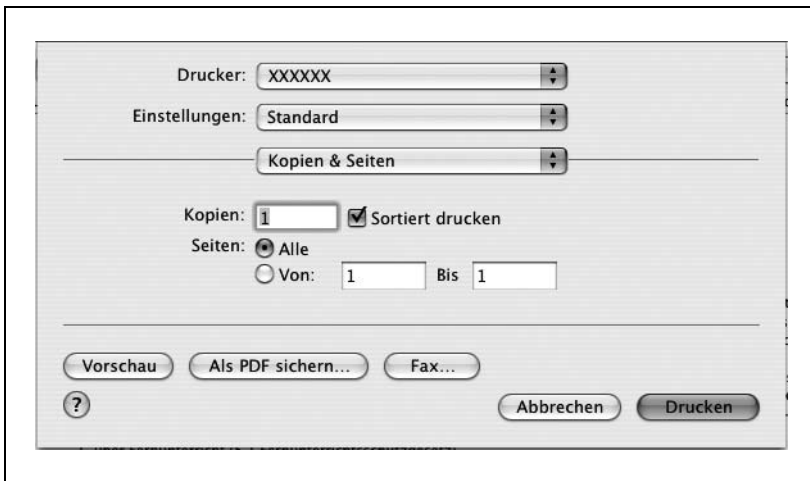 Drucker: XXXXXX
Einstellungen: Standard
Kopien & Seiten
Kopien: 1 Sortiert drucken
Seiten: Alle
Von: 1 Bis 1
Vorschau Als PDF sichern... Fax...
? Abbrechen Drucken